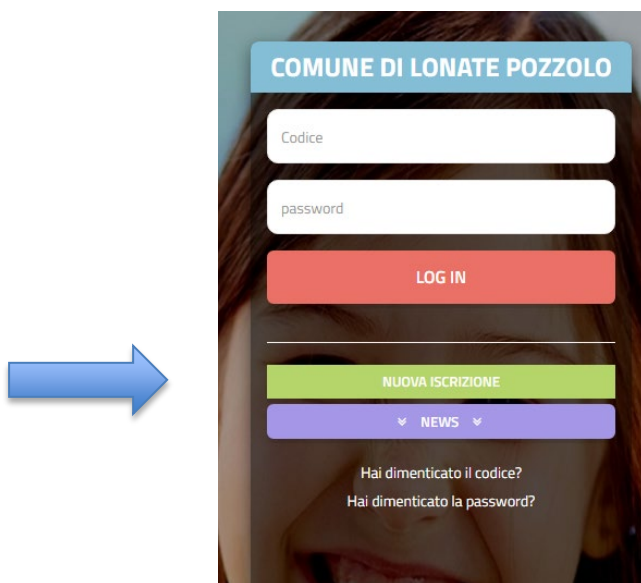 COMUNE DI LONATE POZZOLO
Codice
password
LOG IN
NUOVA ISCRIZIONE
NEWS
Hai dimenticato il codice?
Hai dimenticato la password?